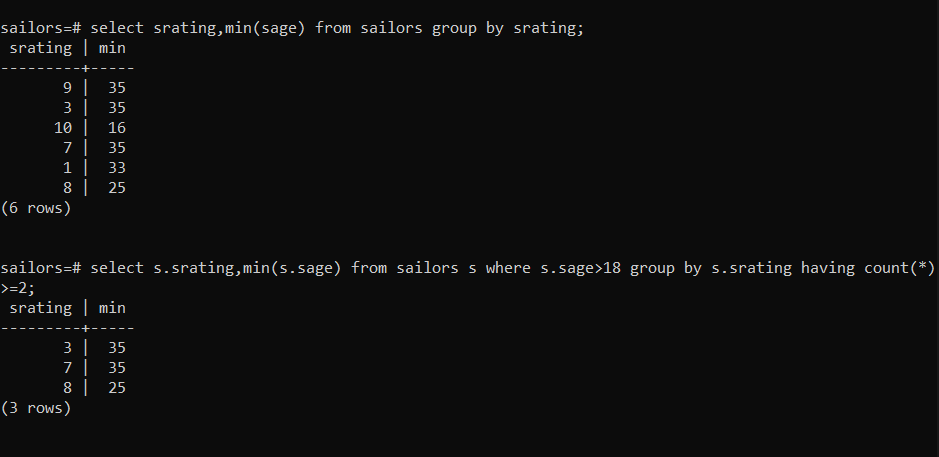 sailors=# select srating,min(sage) from sailors group by srating;
 srating | min
---------+-----
       9 |  35
       3 |  35
      10 |  16
       7 |  35
       1 |  33
       8 |  25
(6 rows)
sailors=# select s.srating,min(s.sage) from sailors s where s.sage>18 group by s.srating having count(*)
>=2;
 srating | min
---------+-----
       3 |  35
       7 |  35
       8 |  25
(3 rows)